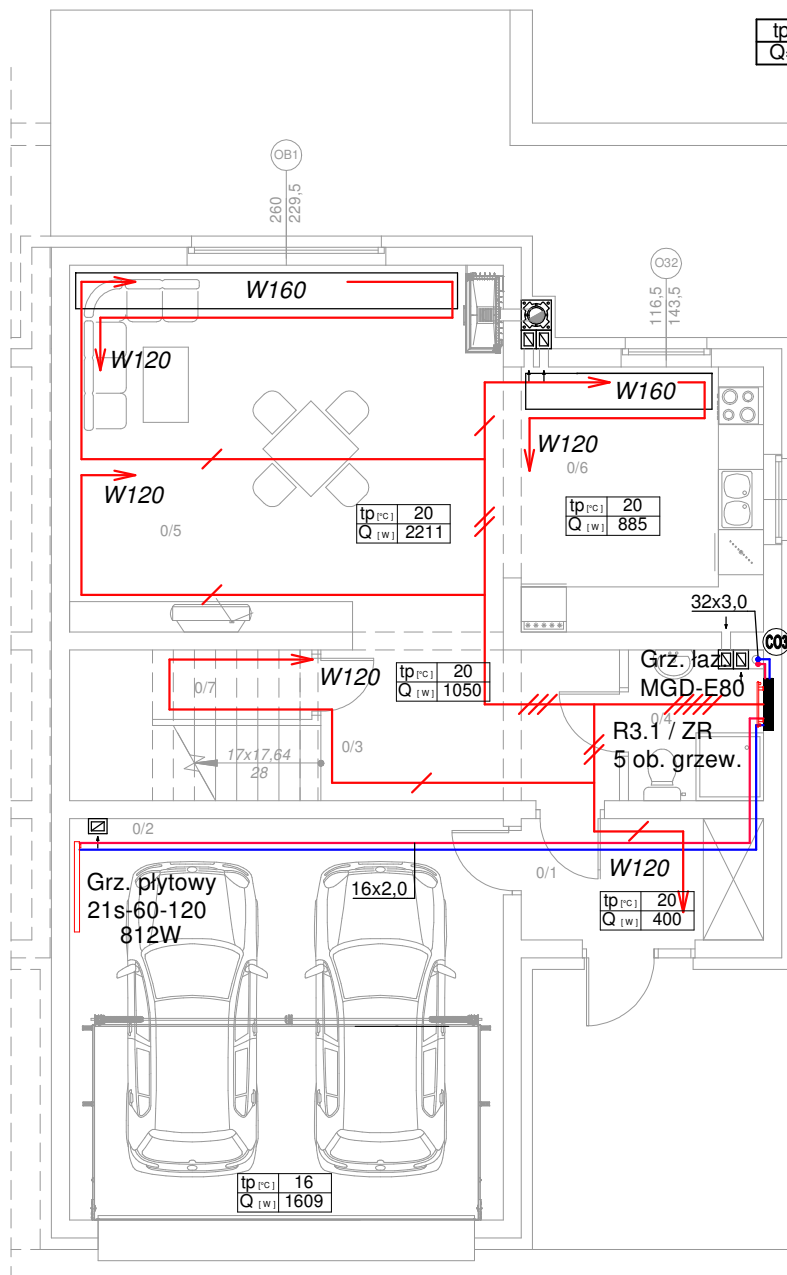 tp
Q
OB1
260
229,5
O32
116,5
143,5
W160
W120
W160
W120
0/6
W120
0/5
tp [°C] 20
Q [W] 2211
tp [°C] 20
Q [W] 885
32x3,0
CO3
W120
0/7
tp [°C] 20
Q [W] 1050
Grz. łaz
MGD-E80
0/4
R3.1 / ZR
5 ob. grzew.
0/3
17x17,64
28
0/2
0/1
W120
Grz. płytowy
21s-60-120
812W
16x2,0
tp [°C] 20
Q [W] 400
tp [°C] 16
Q [W] 1609